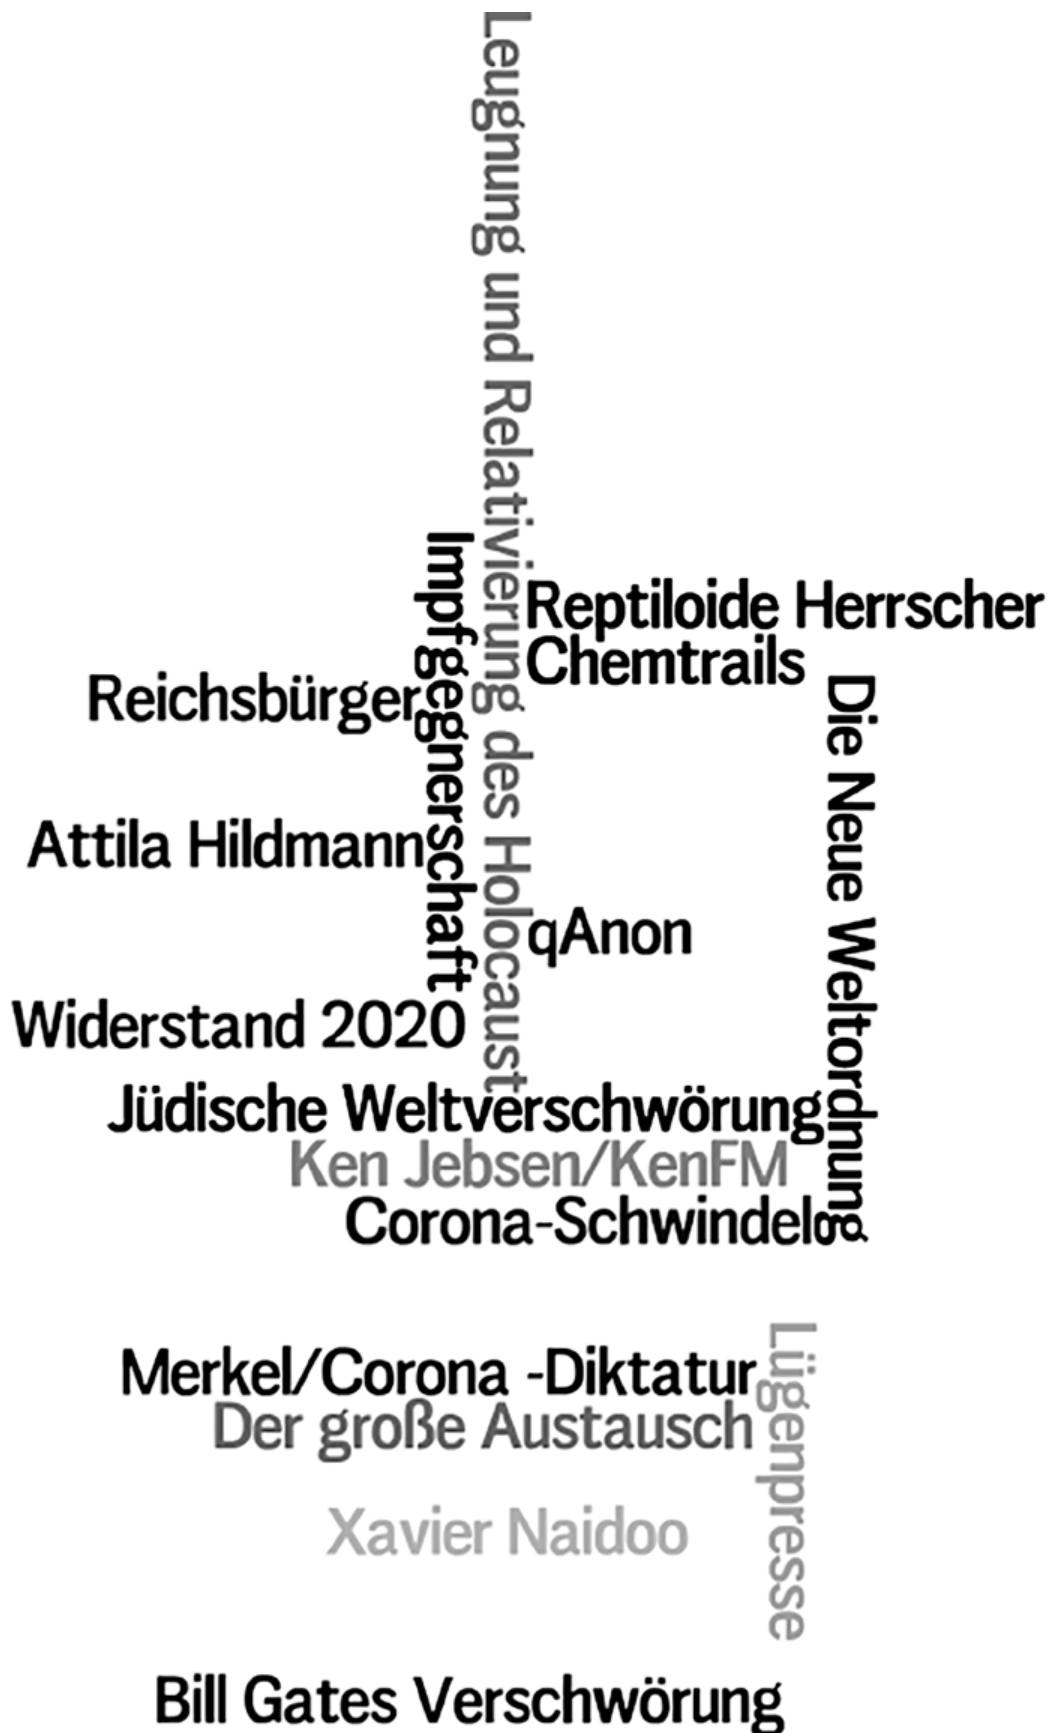 Leugnung und Relativierung des Holocaust
Impfgegnerschaft
Reptiloide Herrscher
Chemtrails
Reichsbürger
Die Neue Weltordnung
Attila Hildmann
qAnon
Widerstand 2020
Jüdische Weltverschwörung
Ken Jebsen/KenFM
Corona-Schwindel
Lügenpresse
Merkel/Corona -Diktatur
Der große Austausch
Xavier Naidoo
Bill Gates Verschwörung